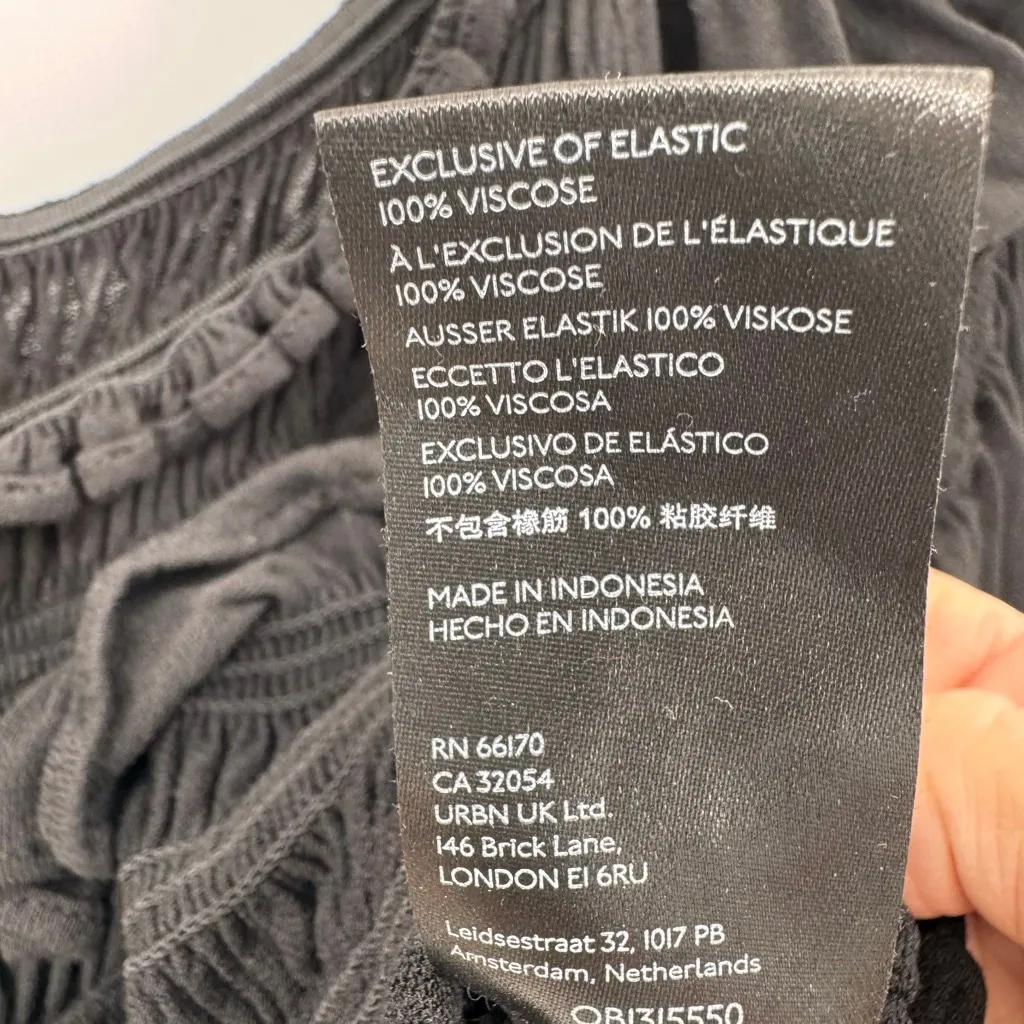 EXCLUSIVE OF ELASTIC
100% VISCOSE
À L'EXCLUSION DE L'ÉLASTIQUE
100% VISCOSE
AUSSER ELASTIK 100% VISKOSE
ECCETTO L'ELASTICO
100% VISCOSA
EXCLUSIVO DE ELÁSTICO
100% VISCOSA
不包含橡筋 100% 粘胶纤维
MADE IN INDONESIA
HECHO EN INDONESIA
RN 66170
CA 32054
URBN UK Ltd.
146 Brick Lane,
LONDON E1 6RU
Leidsestraat 32, 1017 PB
Amsterdam, Netherlands
OB1315550